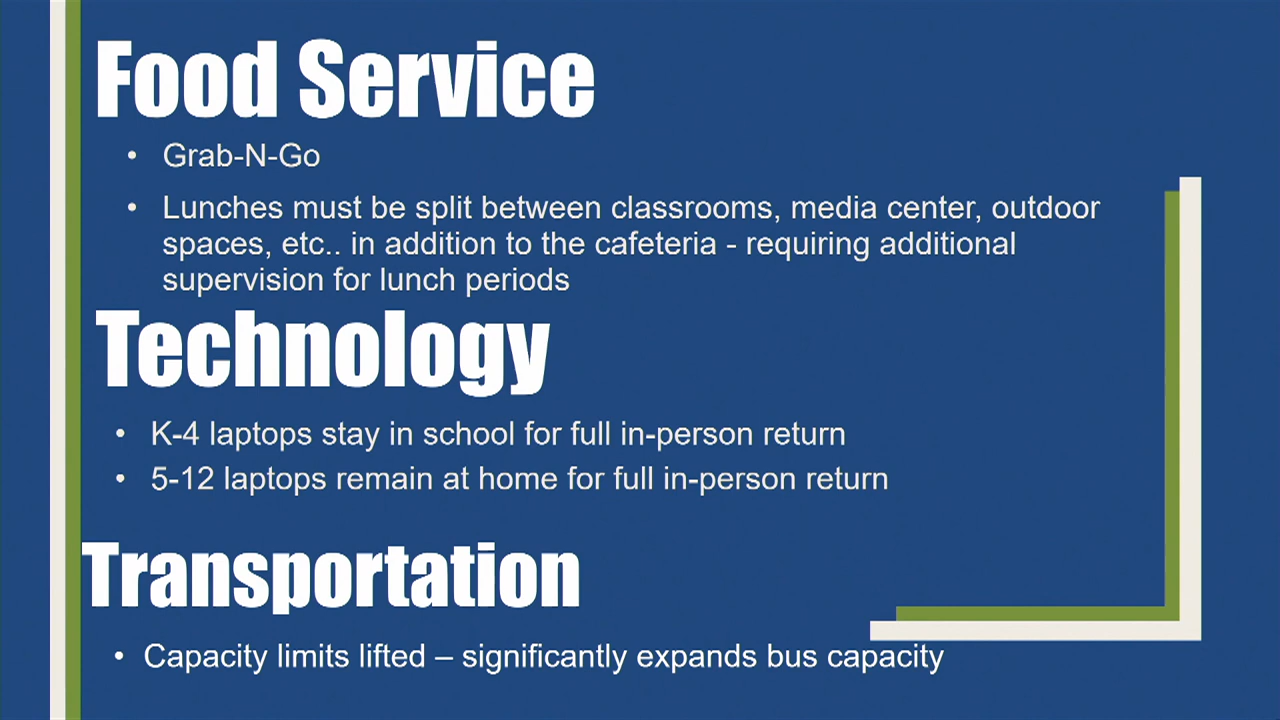 Food Service
• Grab-N-Go
• Lunches must be split between classrooms, media center, outdoor
spaces, etc.. in addition to the cafeteria - requiring additional
supervision for lunch periods
Technology
• K-4 laptops stay in school for full in-person return
• 5-12 laptops remain at home for full in-person return
Transportation
• Capacity limits lifted – significantly expands bus capacity